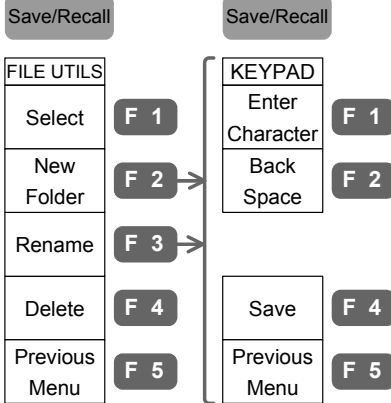 Save/Recall
FILE UTILS
Select
F 1
New
Folder
F 2
Rename
F 3
Delete
F 4
Previous
Menu
F 5
Save/Recall
KEYPAD
Enter
Character
F 1
Back
Space
F 2
Save
F 4
Previous
Menu
F 5